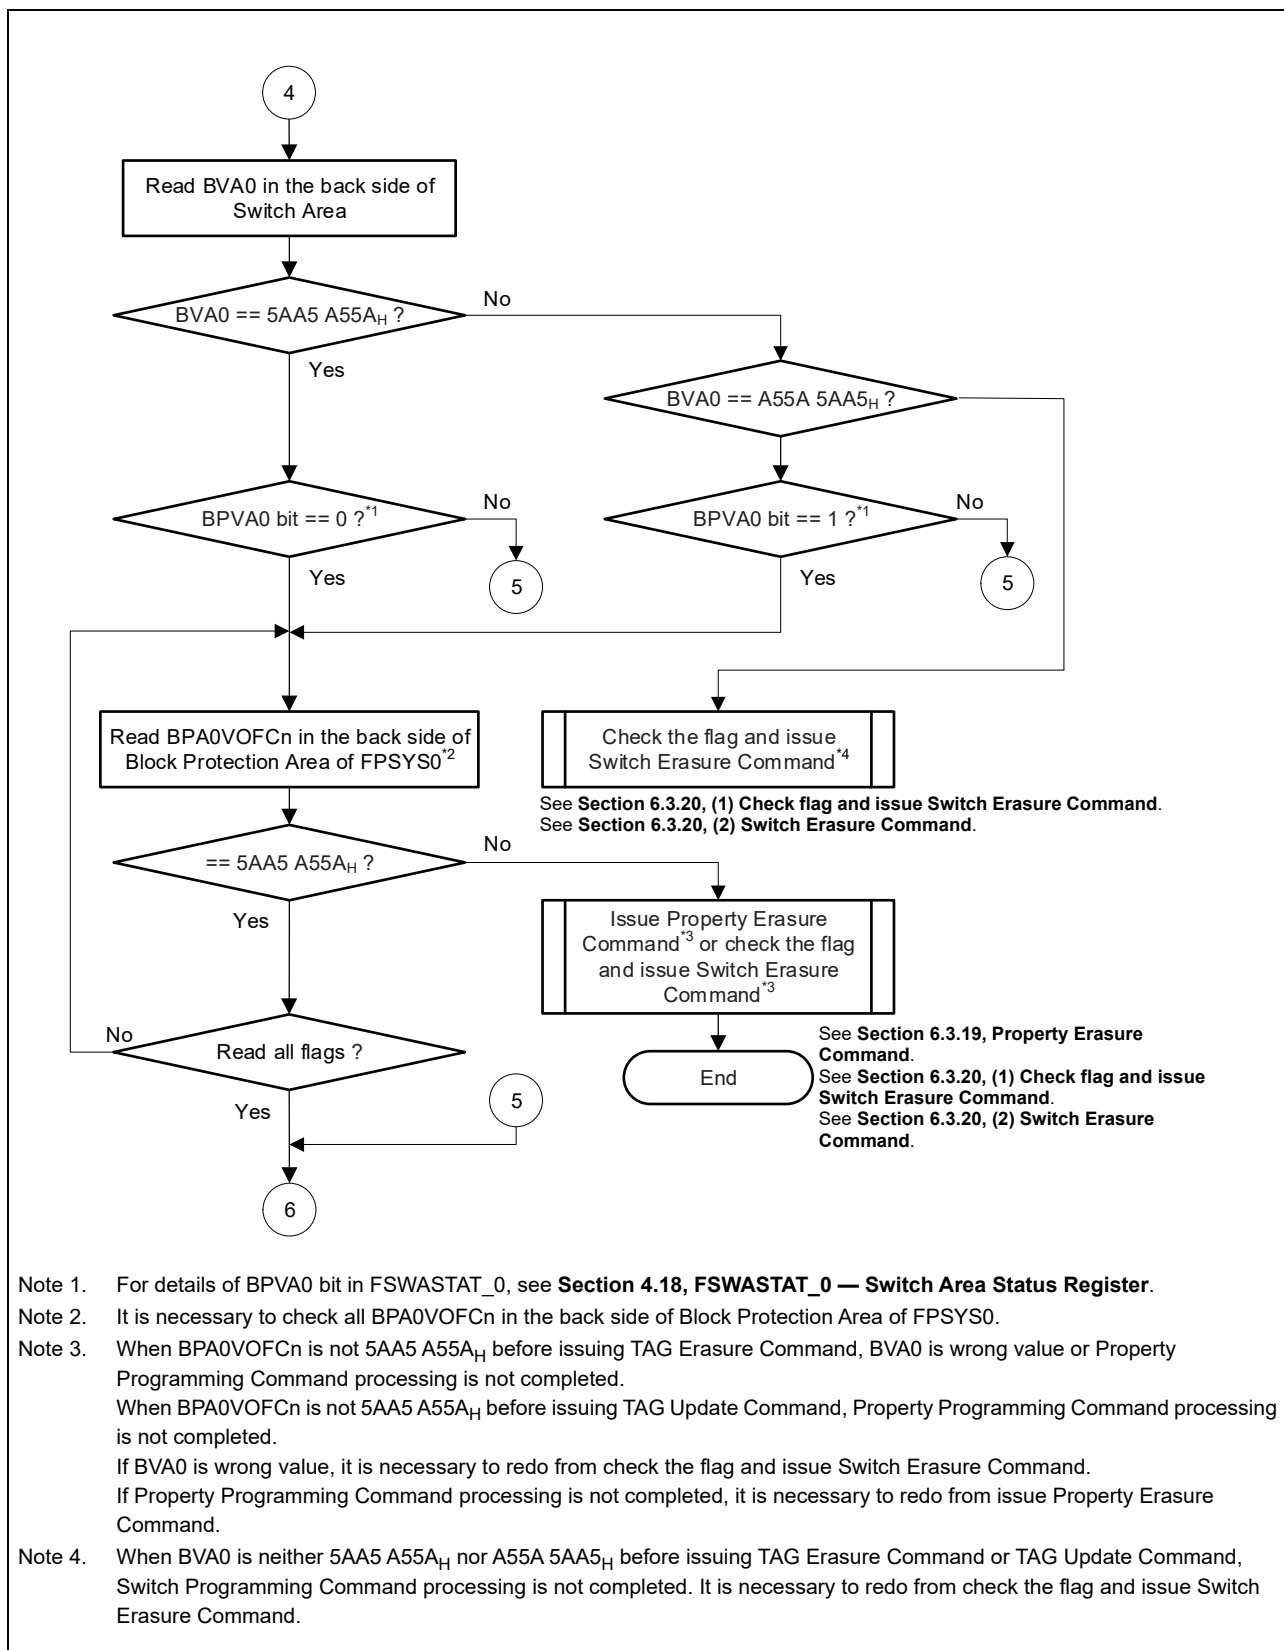 4
Read BVA0 in the back side of
Switch Area
BVA0 == 5AA5 A55AH ?
No
Yes
BVA0 == A55A 5AA5H ?
BPVA0 bit == 0 ?*1
No
BPVA0 bit == 1 ?*1
No
Yes
5
Yes
5
Read BPA0VOFCn in the back side of
Block Protection Area of FPSYS0*2
Check the flag and issue
Switch Erasure Command*4
See Section 6.3.20, (1) Check flag and issue Switch Erasure Command.
See Section 6.3.20, (2) Switch Erasure Command.
== 5AA5 A55AH ?
No
Yes
Issue Property Erasure
Command*3 or check the flag
and issue Switch Erasure
Command*3
No
Read all flags ?
See Section 6.3.19, Property Erasure
Command.
See Section 6.3.20, (1) Check flag and issue
Switch Erasure Command.
See Section 6.3.20, (2) Switch Erasure
Command.
End
Yes
5
6
Note 1. For details of BPVA0 bit in FSWASTAT_0, see Section 4.18, FSWASTAT_0 — Switch Area Status Register.
Note 2. It is necessary to check all BPA0VOFCn in the back side of Block Protection Area of FPSYS0.
Note 3. When BPA0VOFCn is not 5AA5 A55AH before issuing TAG Erasure Command, BVA0 is wrong value or Property
Programming Command processing is not completed.
When BPA0VOFCn is not 5AA5 A55AH before issuing TAG Update Command, Property Programming Command processing
is not completed.
If BVA0 is wrong value, it is necessary to redo from check the flag and issue Switch Erasure Command.
If Property Programming Command processing is not completed, it is necessary to redo from issue Property Erasure
Command.
Note 4. When BVA0 is neither 5AA5 A55AH nor A55A 5AA5H before issuing TAG Erasure Command or TAG Update Command,
Switch Programming Command processing is not completed. It is necessary to redo from check the flag and issue Switch
Erasure Command.